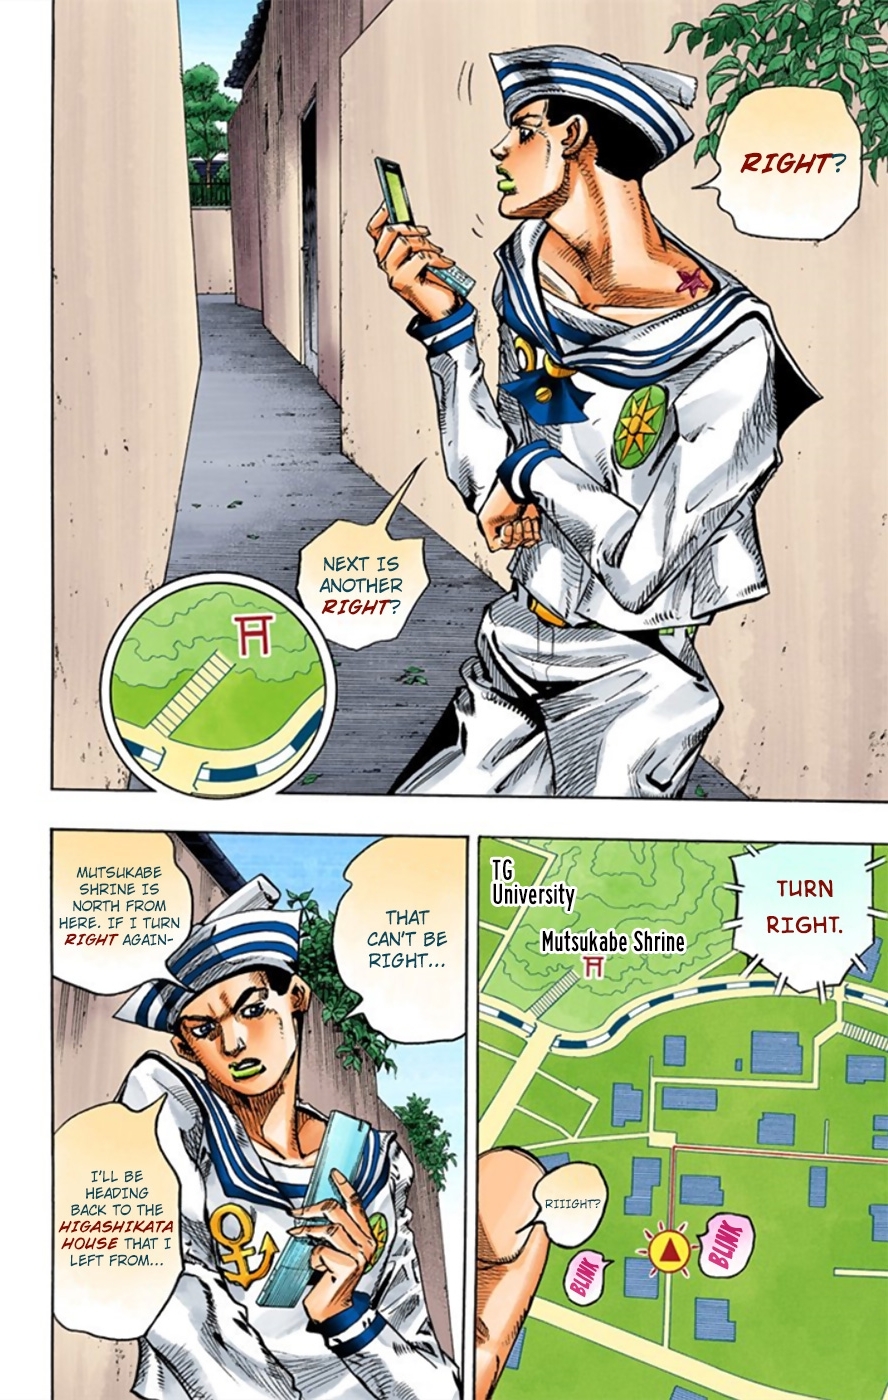 RIGHT?
NEXT IS
ANOTHER
RIGHT?
TG
University
Mutsukabe Shrine
TURN
RIGHT.
RIIIGHT?
BLINK
BLINK
THAT
CAN'T BE
RIGHT...
MUTSUKABE
SHRINE IS
NORTH FROM
HERE. IF I TURN
RIGHT AGAIN-
I'LL BE
HEADING
BACK TO THE
HIGASHIKATA
HOUSE THAT I
LEFT FROM...